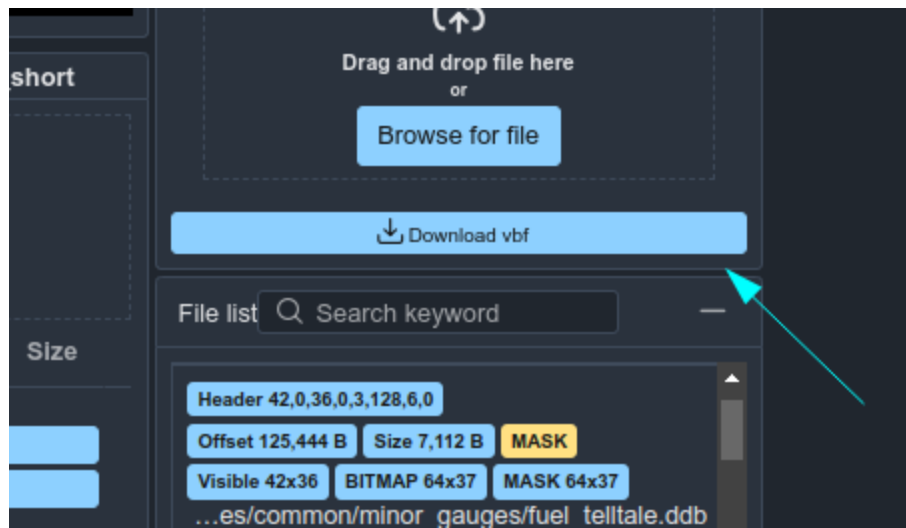 short
Drag and drop file here
or
Browse for file
Download vbf
File list
Search keyword
Size
Header 42,0,36,0,3,128,6,0
Offset 125,444 B
Size 7,112 B
MASK
Visible 42x36
BITMAP 64x37
MASK 64x37
...es/common/minor_gauges/fuel_telltale.ddb